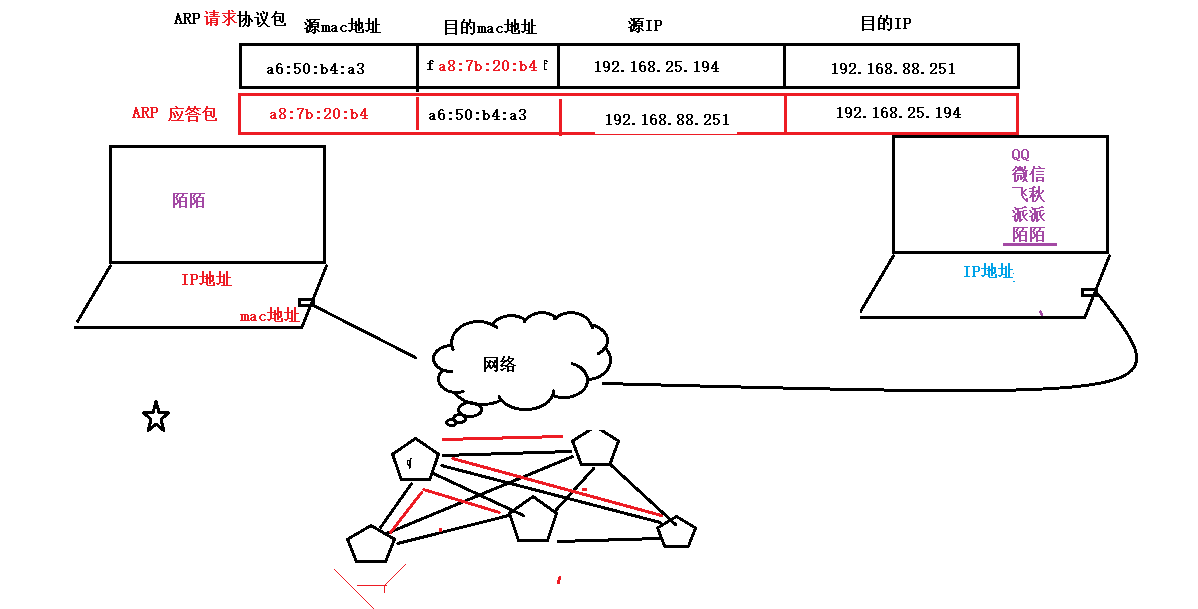 ARP 请求协议包
源mac地址 目的mac地址 源IP 目的IP
a6:50:b4:a3 f a8:7b:20:b4 f 192.168.25.194 192.168.88.251
ARP 应答包 a8:7b:20:b4 a6:50:b4:a3 192.168.88.251 192.168.25.194
陌陌
QQ
微信
飞秋
派派
陌陌
IP地址
mac地址
IP地址
网络